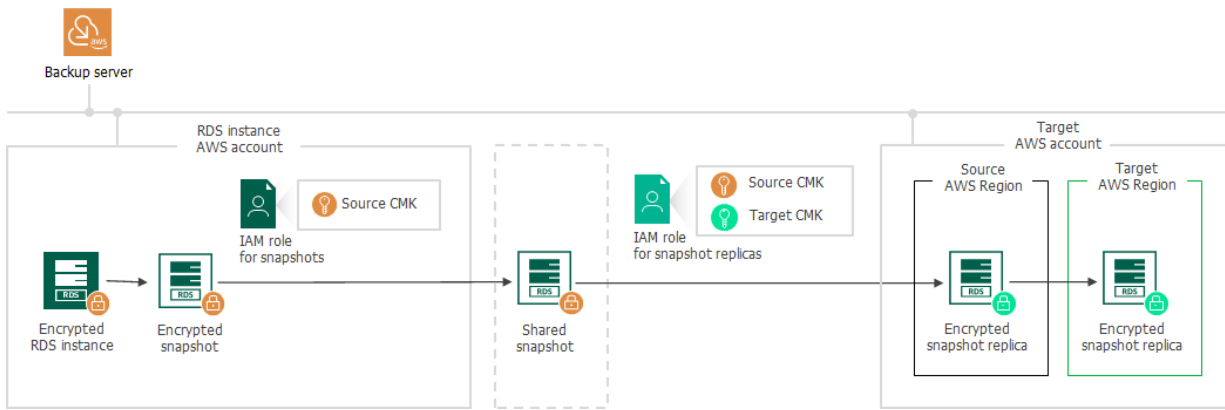 aws
Backup server
RDS instance
AWS account
Target
AWS account
Source CMK
IAM role
for snapshots
Source CMK
Target CMK
IAM role
for snapshot replicas
Source
AWS Region
Target
AWS Region
RDS
RDS
RDS
RDS
RDS
Encrypted
RDS instance
Encrypted
snapshot
Shared
snapshot
Encrypted
snapshot replica
Encrypted
snapshot replica